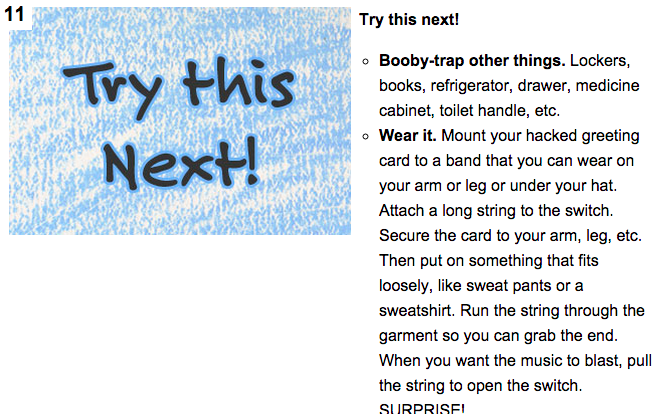 11
Try this
Next!
Try this next!
Booby-trap other things. Lockers,
books, refrigerator, drawer, medicine
cabinet, toilet handle, etc.
Wear it. Mount your hacked greeting
card to a band that you can wear on
your arm or leg or under your hat.
Attach a long string to the switch.
Secure the card to your arm, leg, etc.
Then put on something that fits
loosely, like sweat pants or a
sweatshirt. Run the string through the
garment so you can grab the end.
When you want the music to blast, pull
the string to open the switch.
SURPRISE!